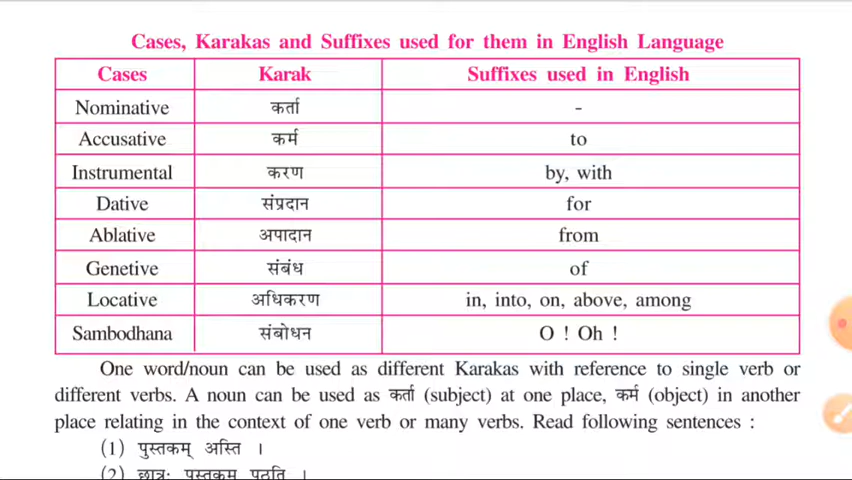 Cases, Karakas and Suffixes used for them in English Language
Cases Karak Suffixes used in English
Nominative कर्ता -
Accusative कर्म to
Instrumental करण by, with
Dative संप्रदान for
Ablative अपादान from
Genetive संबंध of
Locative अधिकरण in, into, on, above, among
Sambodhana संबोधन O ! Oh !
One word/noun can be used as different Karakas with reference to single verb or
different verbs. A noun can be used as कर्ता (subject) at one place, कर्म (object) in another
place relating in the context of one verb or many verbs. Read following sentences :
(1) पुस्तकम् अस्ति ।
(2) छात्रः पुस्तकम् पठति ।